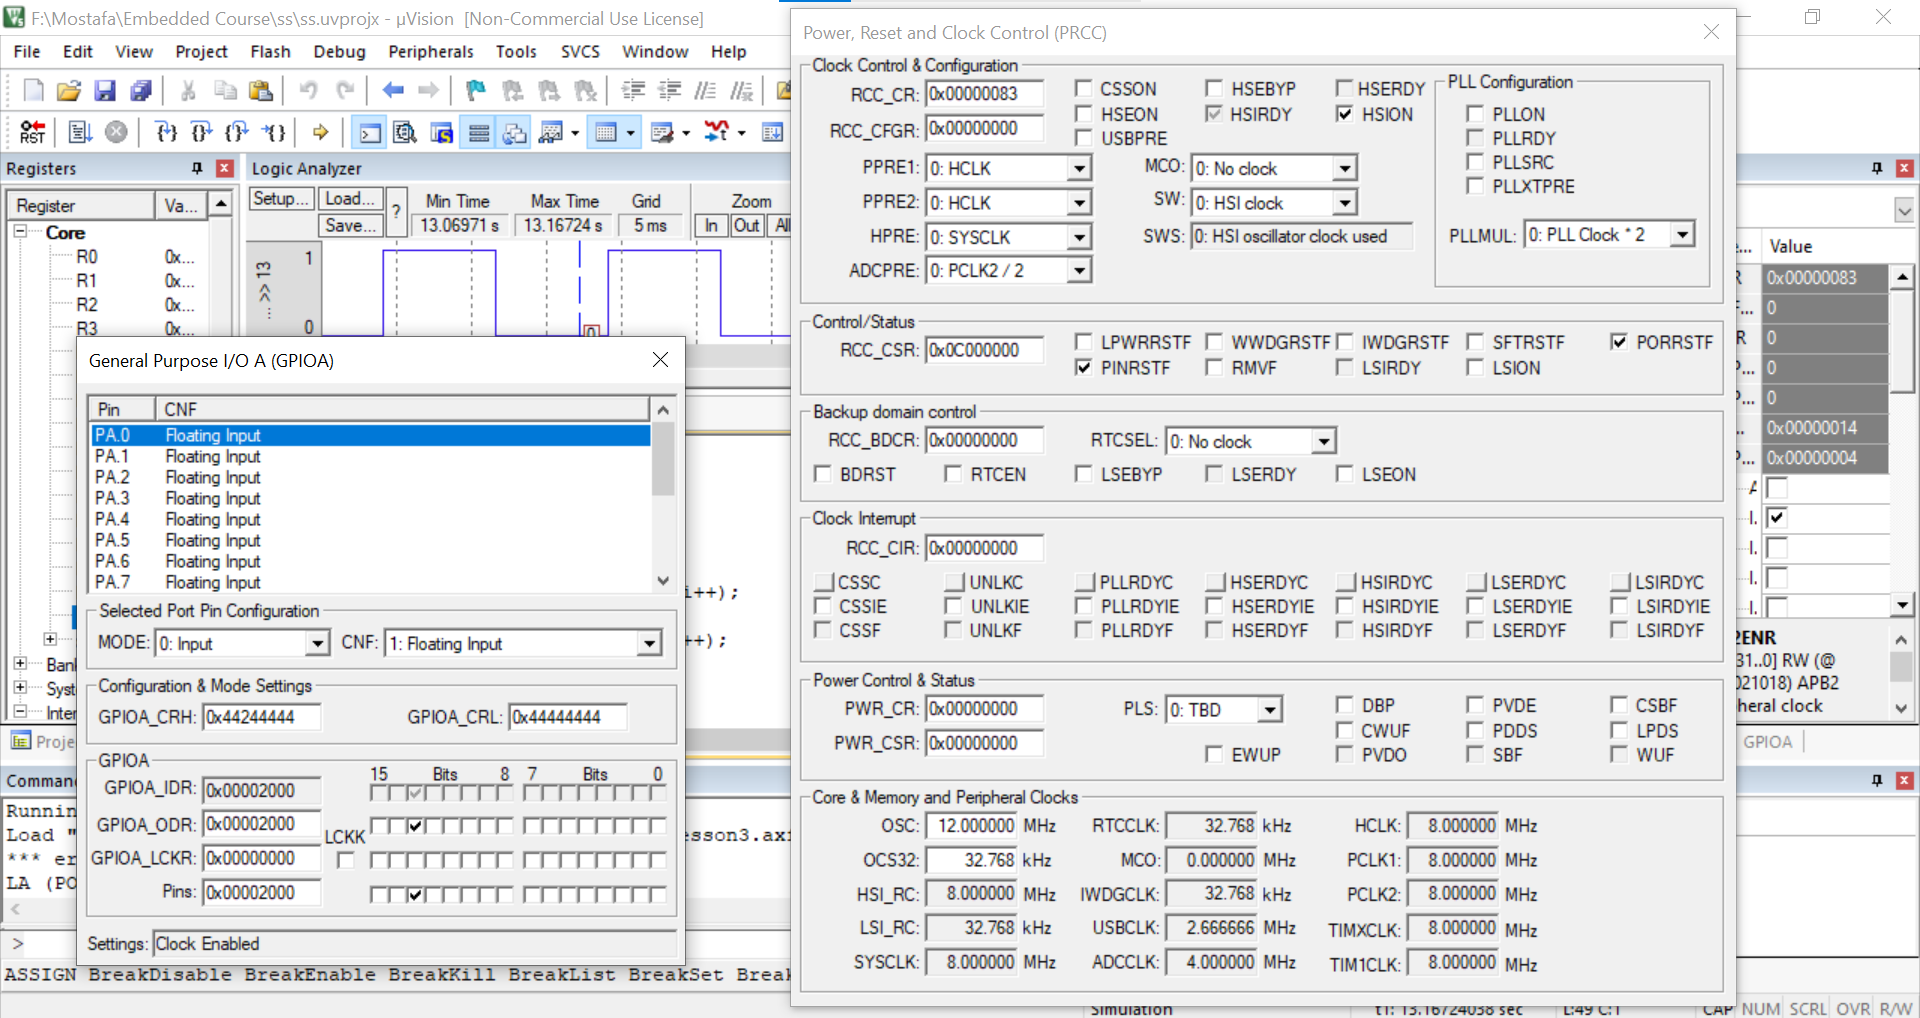 F:\Mostafa\Embedded Course\ss\ss.uvprojx - µVision [Non-Commercial Use License]
File Edit View Project Flash Debug Peripherals Tools SVCS Window Help
RST
Registers
Register Va...
Core
R0 0x...
R1 0x...
R2 0x...
R3 0x...
Logic Analyzer
Setup... Load... Save... ?
Min Time Max Time Grid Zoom
13.06971 s 13.16724 s 5 ms In Out
1
0
... >> 13
0
General Purpose I/O A (GPIOA)
Pin CNF
PA.0 Floating Input
PA.1 Floating Input
PA.2 Floating Input
PA.3 Floating Input
PA.4 Floating Input
PA.5 Floating Input
PA.6 Floating Input
PA.7 Floating Input
Selected Port Pin Configuration
MODE: 0: Input CNF: 1: Floating Input
Configuration & Mode Settings
GPIOA_CRH: 0x44244444 GPIOA_CRL: 0x44444444
GPIOA
15 Bits 8 7 Bits 0
GPIOA_IDR: 0x00002000
GPIOA_ODR: 0x00002000
LCKK
GPIOA_LCKR: 0x00000000
Pins: 0x00002000
Settings: Clock Enabled
i++);
++);
Runnin
Load "
esson3.ax
*** er
LA (PO
>
ASSIGN BreakDisable BreakEnable BreakKill BreakList BreakSet Brea
Power, Reset and Clock Control (PRCC)
Clock Control & Configuration
RCC_CR: 0x00000083 CSSON HSEBYP HSERDY
RCC_CFGR: 0x00000000 HSEON HSIRDY HSION
USBPRE
PPRE1: 0: HCLK MCO: 0: No clock
PPRE2: 0: HCLK SW: 0: HSI clock
HPRE: 0: SYSCLK SWS: 0: HSI oscillator clock used
ADCPRE: 0: PCLK2 / 2
PLL Configuration
PLLON
PLLRDY
PLLSRC
PLLXTPRE
PLLMUL: 0: PLL Clock * 2
Control/Status
RCC_CSR: 0x0C000000 LPWRRSTF WWDGRSTF IWDGRSTF SFTRSTF PORRSTF
PINRSTF RMVF LSIRDY LSION
Backup domain control
RCC_BDCR: 0x00000000 RTCSEL: 0: No clock
BDRST RTCEN LSEBYP LSERDY LSEON
Clock Interrupt
RCC_CIR: 0x00000000
CSSC UNLKC PLLRDYC HSERDYC HSIRDYC LSERDYC LSIRDYC
CSSIE UNLKIE PLLRDYIE HSERDYIE HSIRDYIE LSERDYIE LSIRDYIE
CSSF UNLKF PLLRDYF HSERDYF HSIRDYF LSERDYF LSIRDYF
Power Control & Status
PWR_CR: 0x00000000 PLS: 0: TBD DBP PVDE CSBF
CWUF PDDS LPDS
PWR_CSR: 0x00000000 EWUP PVDO SBF WUF
Core & Memory and Peripheral Clocks
OSC: 12.000000 MHz RTCCLK: 32.768 kHz HCLK: 8.000000 MHz
OCS32: 32.768 kHz MCO: 0.000000 MHz PCLK1: 8.000000 MHz
HSI_RC: 8.000000 MHz IWDGCLK: 32.768 kHz PCLK2: 8.000000 MHz
LSI_RC: 32.768 kHz USBCLK: 2.666666 MHz TIMXCLK: 8.000000 MHz
SYSCLK: 8.000000 MHz ADCCLK: 4.000000 MHz TIM1CLK: 8.000000 MHz
Value
0x00000083
0
0
0
0
0x00000014
0x00000004
2ENR
31..0] RW (@
021018) APB2
heral clock
GPIOA
Simulation t1: 13.16724038 sec L:49 C:1 CAP NUM SCRL OVR R/W